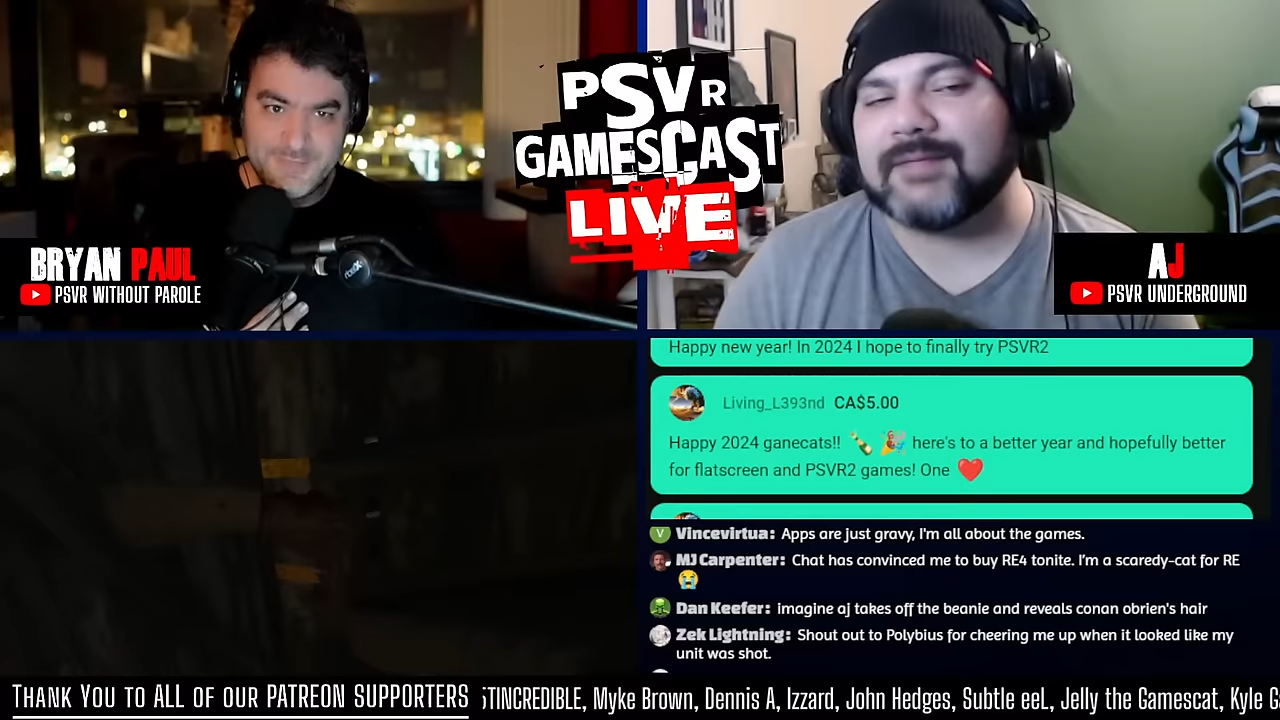 PSVR
GAMESCAST
LIVE
BRYAN PAUL
PSVR WITHOUT PAROLE
AJ
PSVR UNDERGROUND
Happy new year! In 2024 I hope to finally try PSVR2
Living_L393nd CA$5.00
Happy 2024 ganecats!! 🍾 🎉 here's to a better year and hopefully better
for flatscreen and PSVR2 games! One ❤️
V Vincevirtua: Apps are just gravy, I'm all about the games.
MJ Carpenter: Chat has convinced me to buy RE4 tonite. I'm a scaredy-cat for RE
😭
Dan Keefer: imagine aj takes off the beanie and reveals conan obrien's hair
Zek Lightning: Shout out to Polybius for cheering me up when it looked like my
unit was shot.
THANK YOU TO ALL OF OUR PATREON SUPPORTERS STINCREDIBLE, Myke Brown, Dennis A, Izzard, John Hedges, Subtle eel, Jelly the Gamescat, Kyle